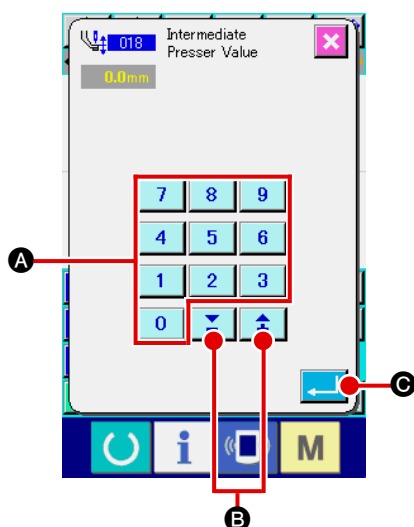 018 Intermediate
Presser Value
0.0mm
7 8 9
4 5 6
A
1 2 3
0
C
i M
B